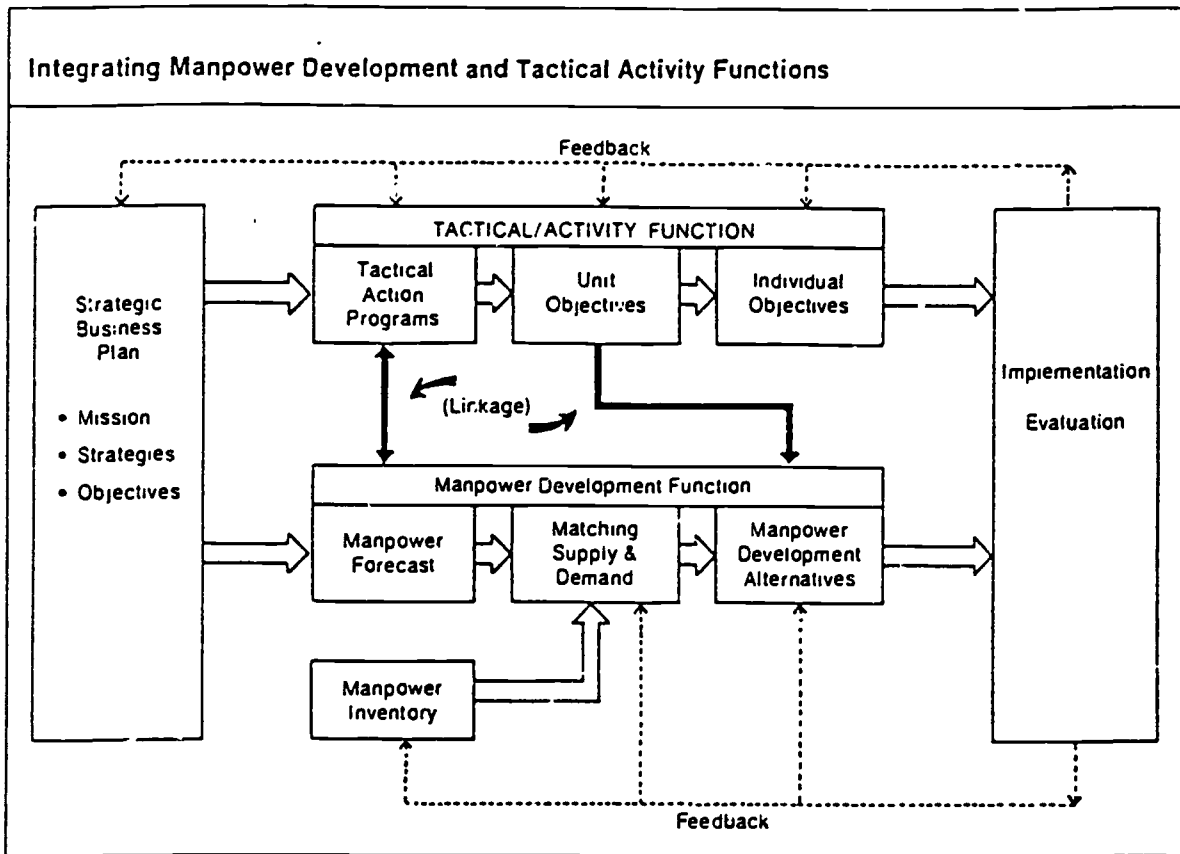 Integrating Manpower Development and Tactical Activity Functions
Feedback
TACTICAL/ACTIVITY FUNCTION
Strategic
Business
Plan
• Mission
• Strategies
• Objectives
Tactical
Action
Programs
Unit
Objectives
Individual
Objectives
(Linkage)
Manpower Development Function
Manpower
Forecast
Matching
Supply &
Demand
Manpower
Development
Alternatives
Manpower
Inventory
Implementation
Evaluation
Feedback